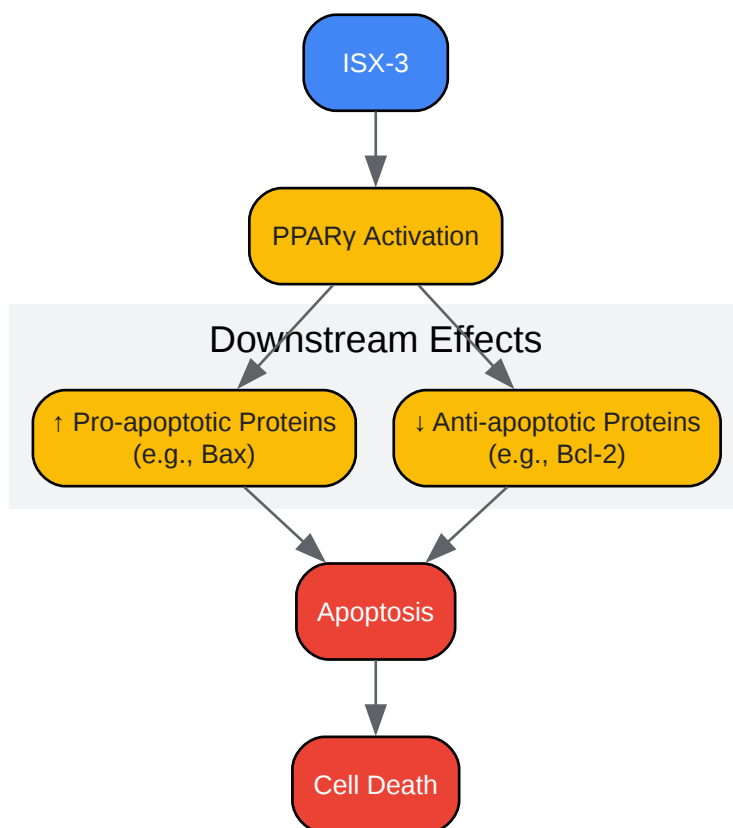 ISX-3
PPARγ Activation
Downstream Effects
↑ Pro-apoptotic Proteins
(e.g., Bax)
↓ Anti-apoptotic Proteins
(e.g., Bcl-2)
Apoptosis
Cell Death